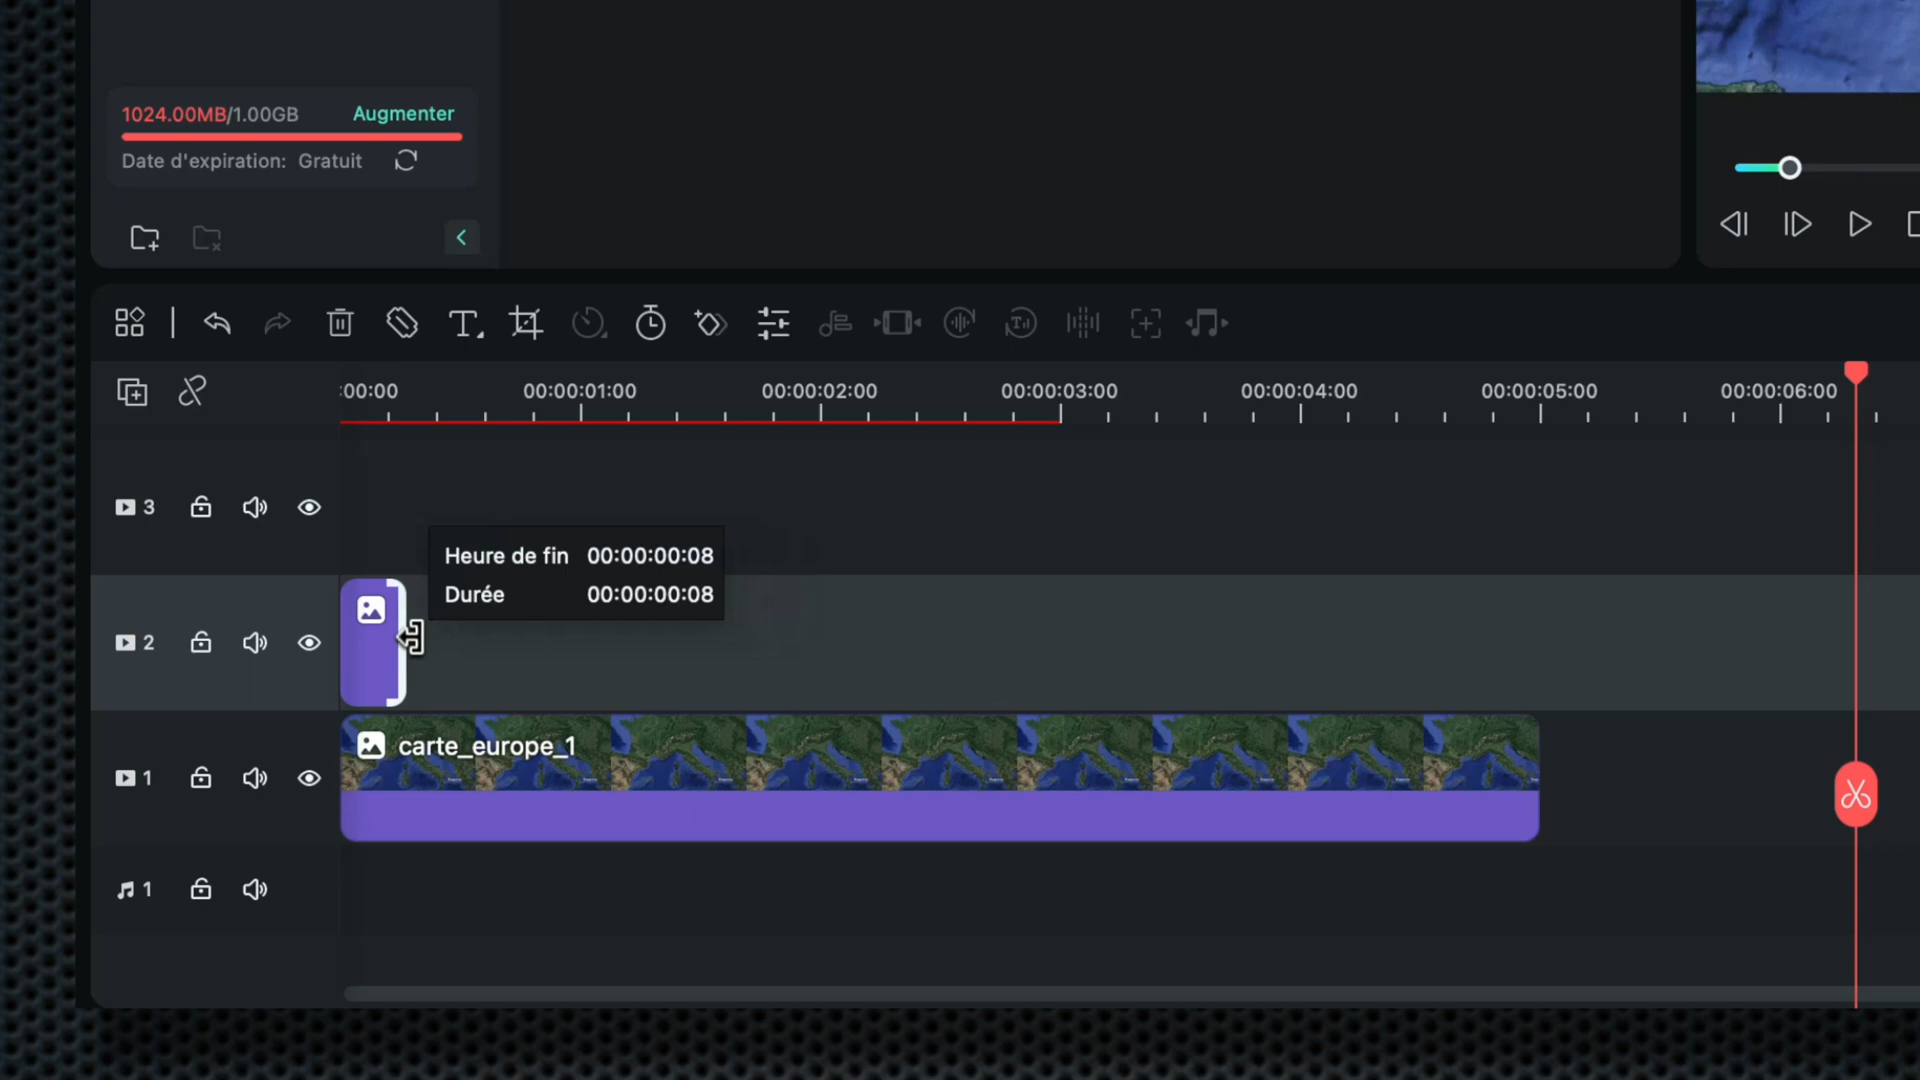 1024.00MB/1.00GB Augmenter
Date d'expiration: Gratuit
:00:00 00:00:01:00 00:00:02:00 00:00:03:00 00:00:04:00 00:00:05:00 00:00:06:00
3
Heure de fin 00:00:00:08
Durée 00:00:00:08
2
carte_europe_1
1
1